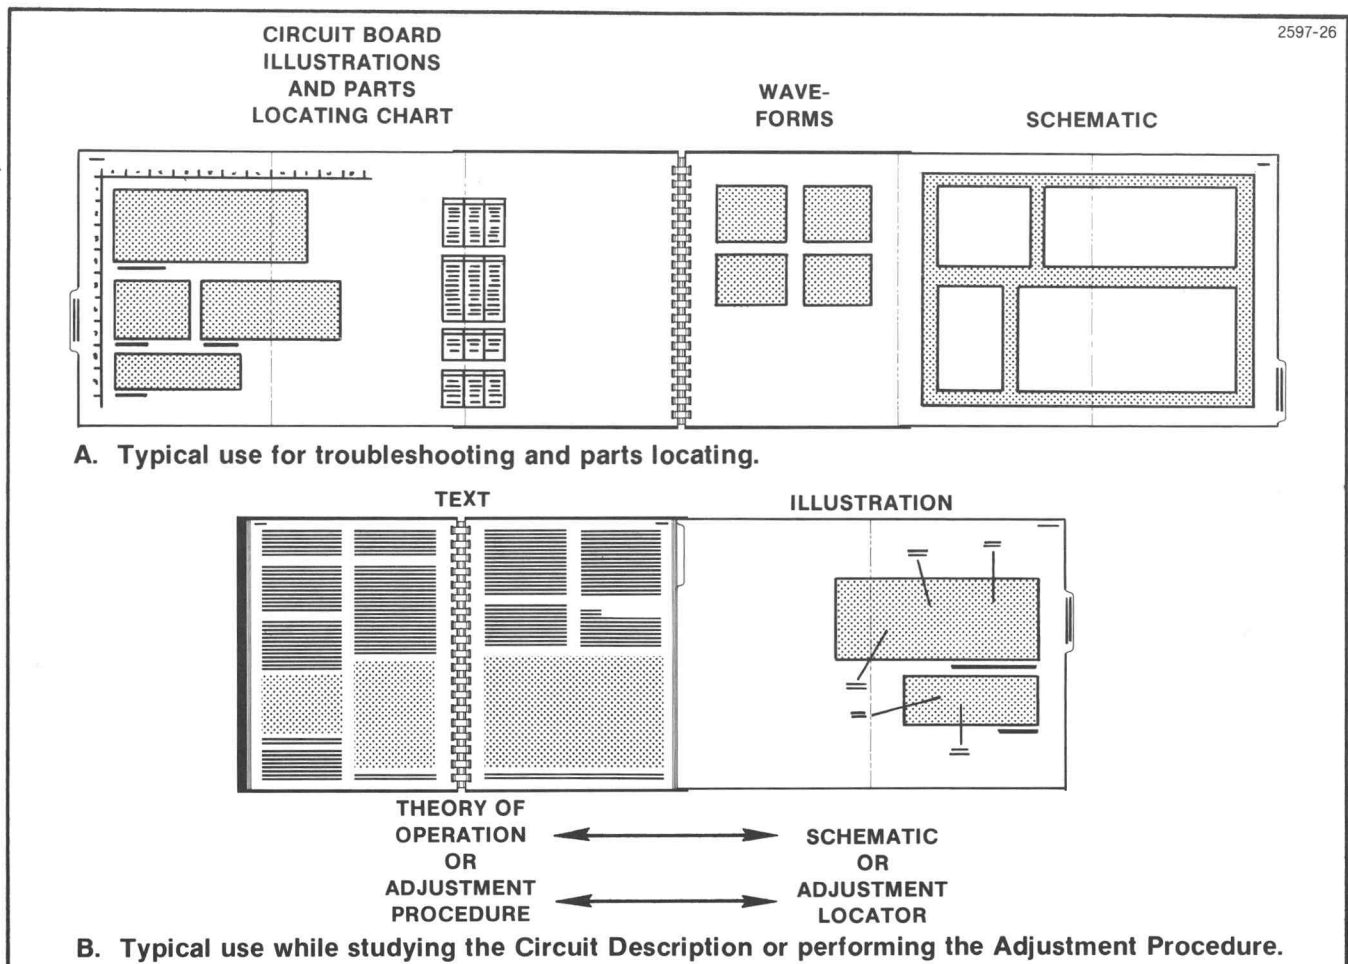 2597-26
CIRCUIT BOARD
ILLUSTRATIONS
AND PARTS
LOCATING CHART
WAVE-
FORMS
SCHEMATIC
A. Typical use for troubleshooting and parts locating.
TEXT
ILLUSTRATION
THEORY OF
OPERATION
OR
ADJUSTMENT
PROCEDURE
SCHEMATIC
OR
ADJUSTMENT
LOCATOR
B. Typical use while studying the Circuit Description or performing the Adjustment Procedure.